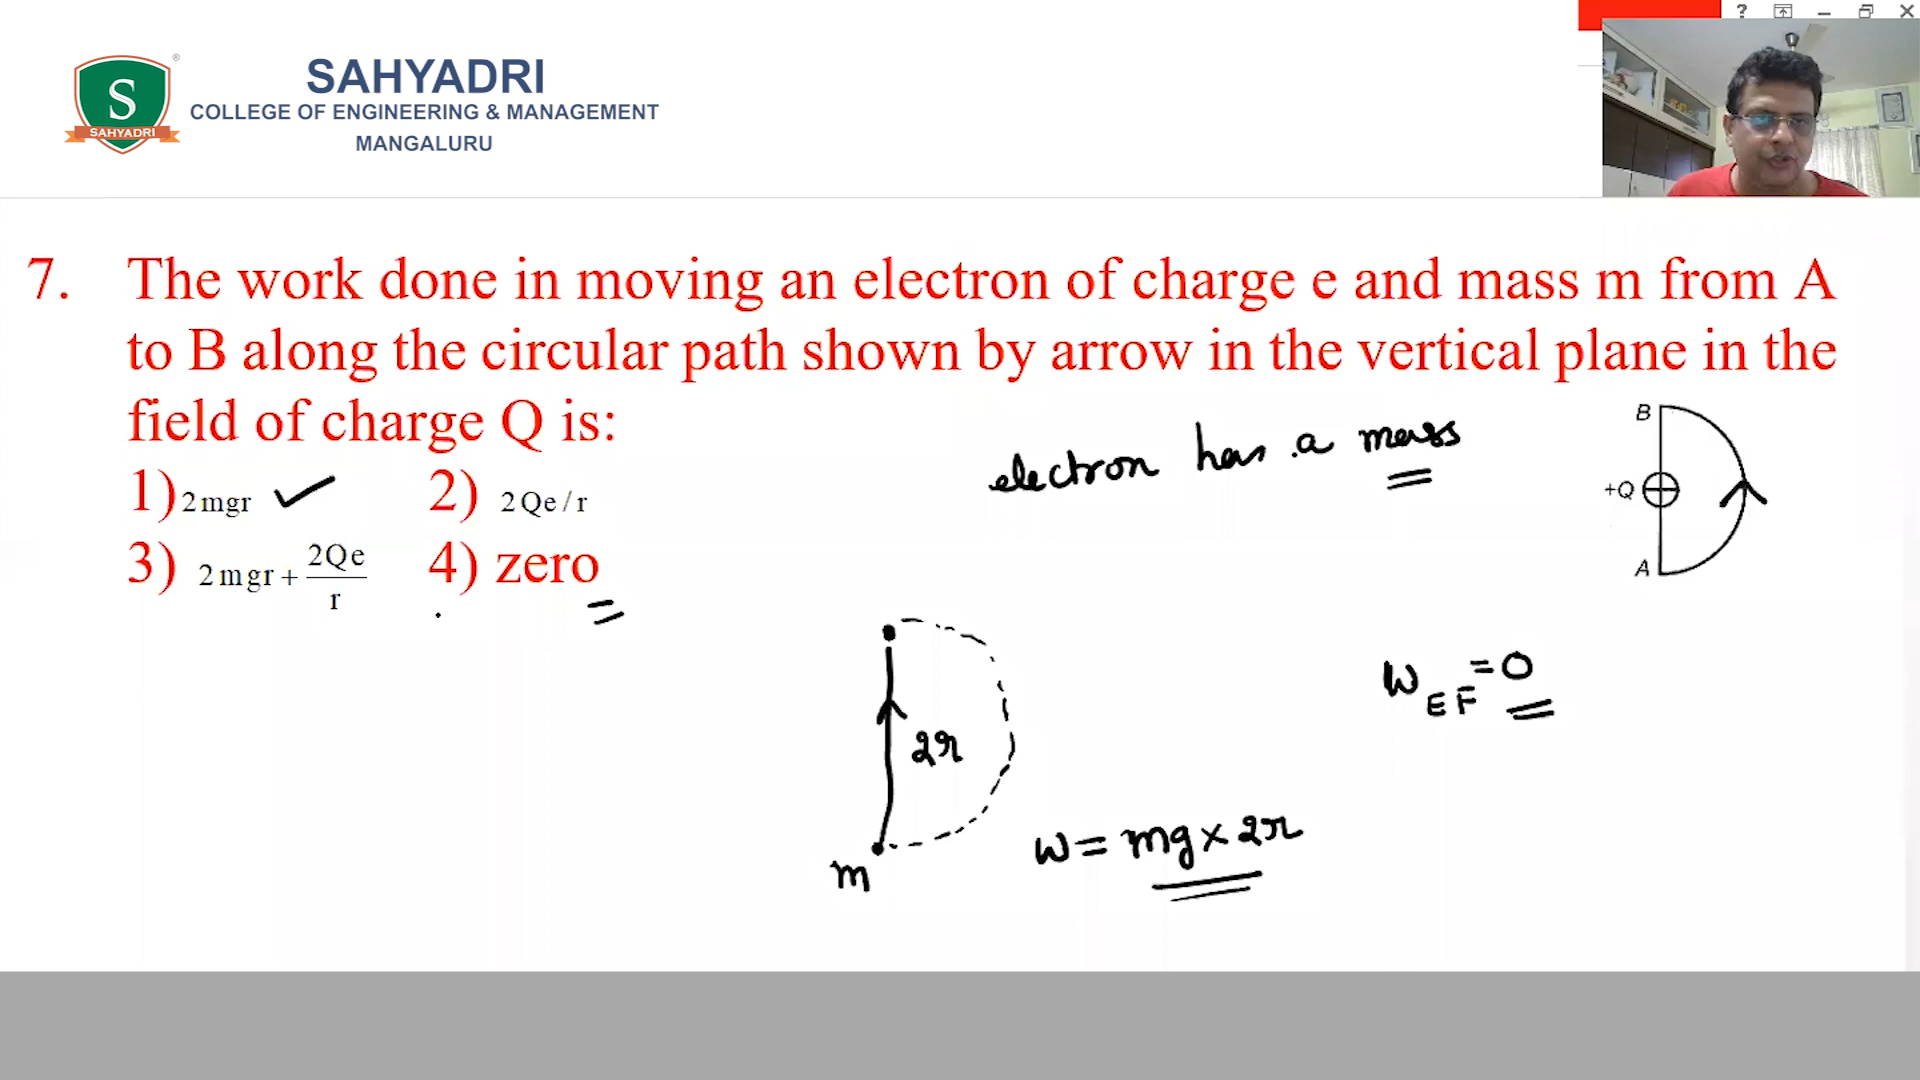 ?
S
SAHYADRI
®
SAHYADRI
COLLEGE OF ENGINEERING & MANAGEMENT
MANGALURU
7. The work done in moving an electron of charge e and mass m from A
to B along the circular path shown by arrow in the vertical plane in the
field of charge Q is:
1) 2mgr ✓ 2) 2Qe/r
3) 2mgr + 2Qe/r 4) zero
electron has a mass
B
+Q
A
2r
m
W = mg × 2r
W EF = 0